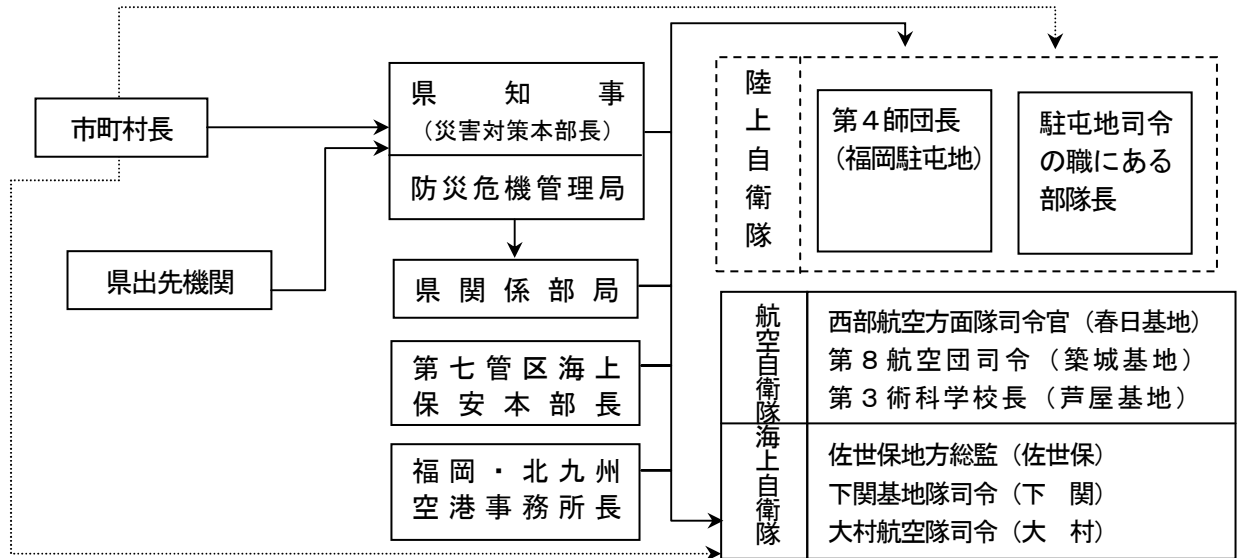 市町村長
県出先機関
県知事
（災害対策本部長）
防災危機管理局
県関係部局
第七管区海上
保安本部長
福岡・北九州
空港事務所長
陸上自衛隊
第４師団長
（福岡駐屯地）
駐屯地司令
の職にある
部隊長
航空自衛隊
西部航空方面隊司令官（春日基地）
第８航空団司令（築城基地）
第３術科学校長（芦屋基地）
海上自衛隊
佐世保地方総監（佐世保）
下関基地隊司令（下　関）
大村航空隊司令（大　村）